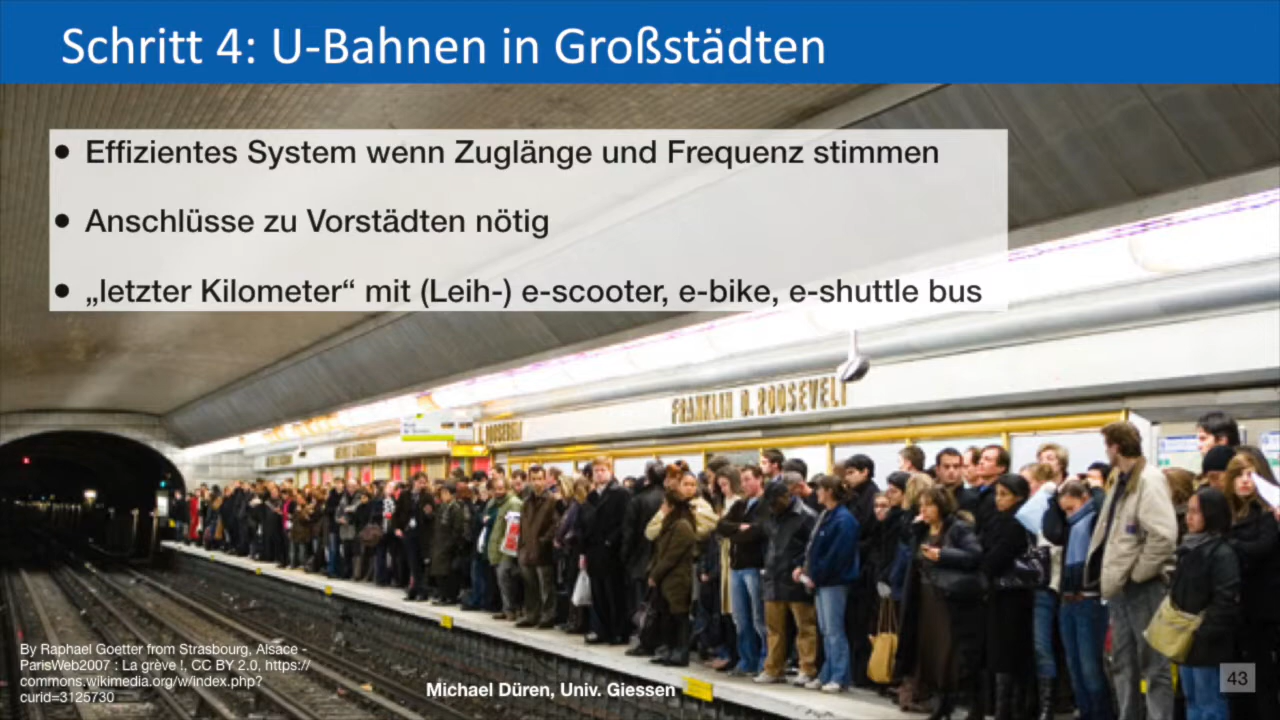 Schritt 4: U-Bahnen in Großstädten
• Effizientes System wenn Zuglänge und Frequenz stimmen
• Anschlüsse zu Vorstädten nötig
• „letzter Kilometer“ mit (Leih-) e-scooter, e-bike, e-shuttle bus
FRANKLIN D. ROOSEVELT
ROOSEVELT
By Raphael Goetter from Strasbourg, Alsace -
ParisWeb2007 : La grève !, CC BY 2.0, https://
commons.wikimedia.org/w/index.php?
curid=3125730
Michael Düren, Univ. Giessen
43